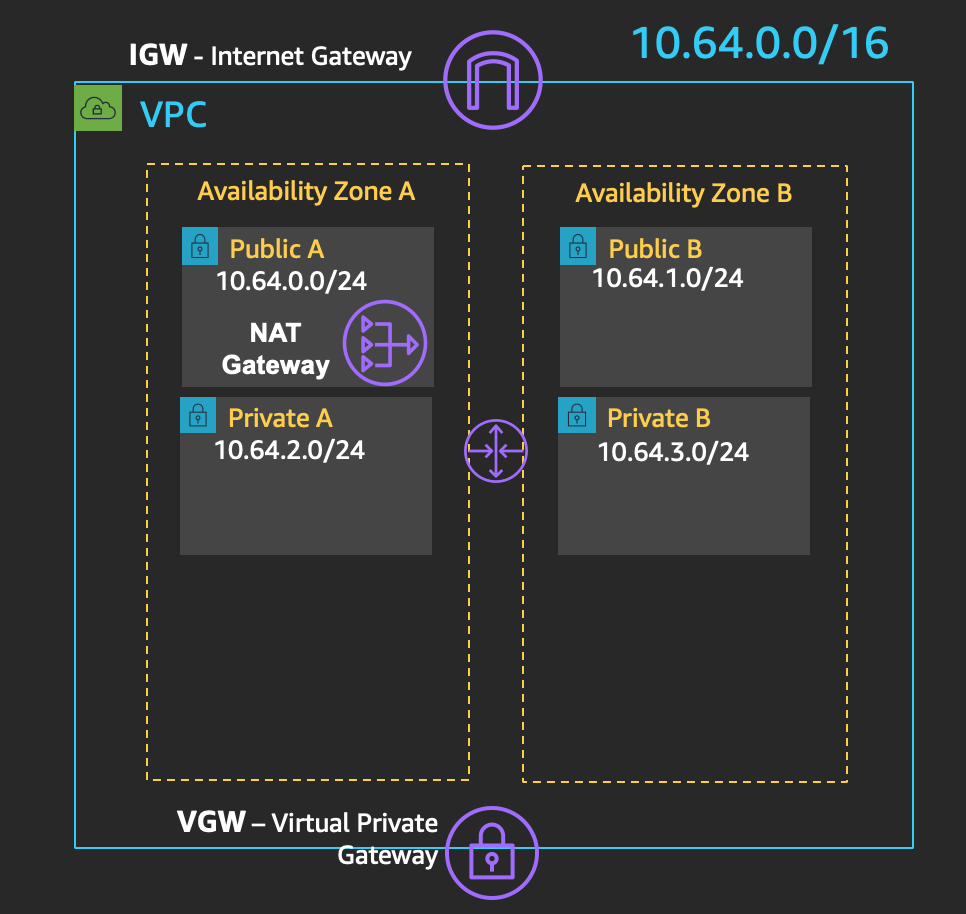 IGW - Internet Gateway
10.64.0.0/16
VPC
Availability Zone A
Public A
10.64.0.0/24
NAT
Gateway
Private A
10.64.2.0/24
Availability Zone B
Public B
10.64.1.0/24
Private B
10.64.3.0/24
VGW – Virtual Private
Gateway